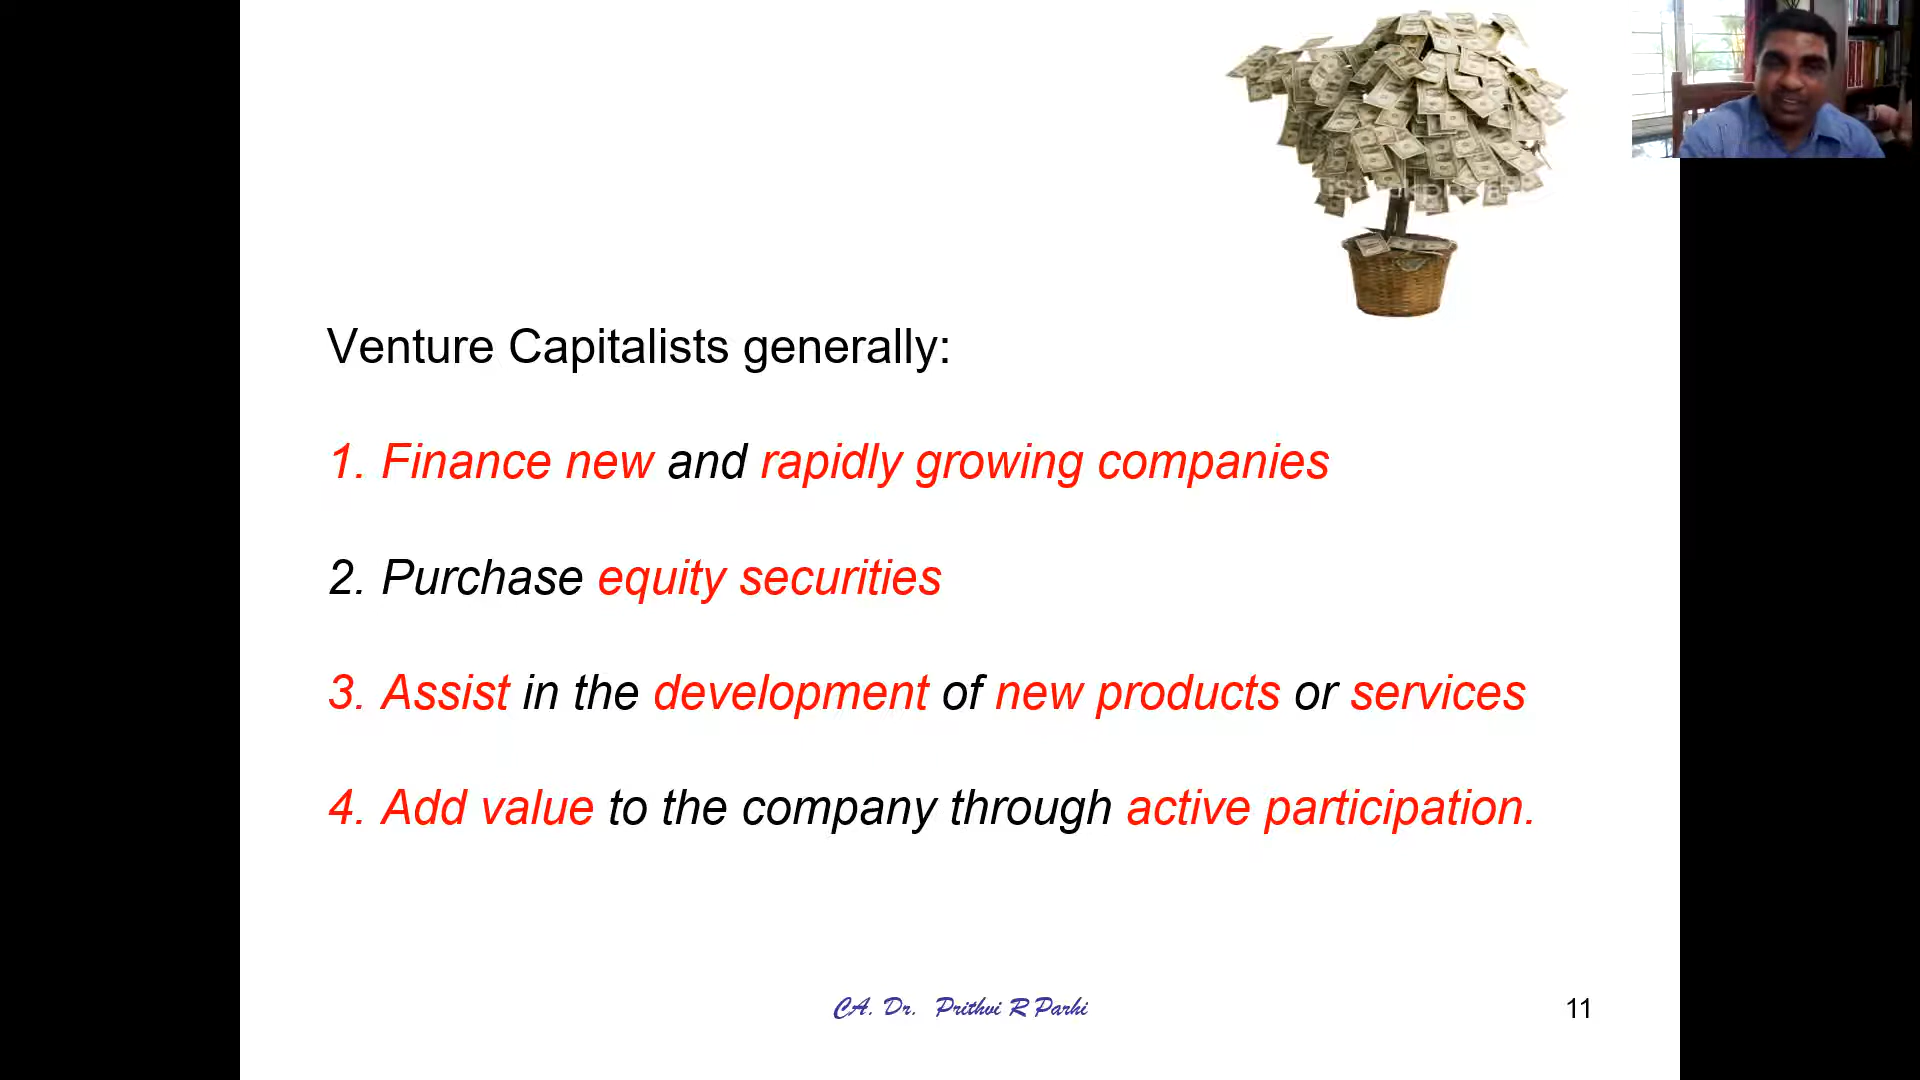 Venture Capitalists generally:
1. Finance new and rapidly growing companies
2. Purchase equity securities
3. Assist in the development of new products or services
4. Add value to the company through active participation.
CA. Dr. Prithvi R Parhi
11